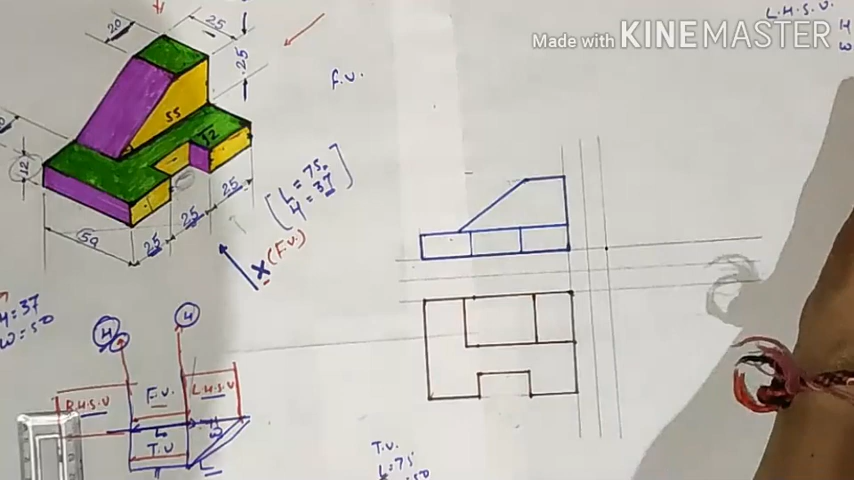 Made with KINEMASTER
L.H.S.V.
H
W
20
25
25
F.V.
55
12
12
50
25
25
25
[L = 75
H = 37]
X (F.V.)
H = 37
W = 50
H
H
R.H.S.V
F.V.
L.H.S.V
L
W
T.V
T.V.
L = 75